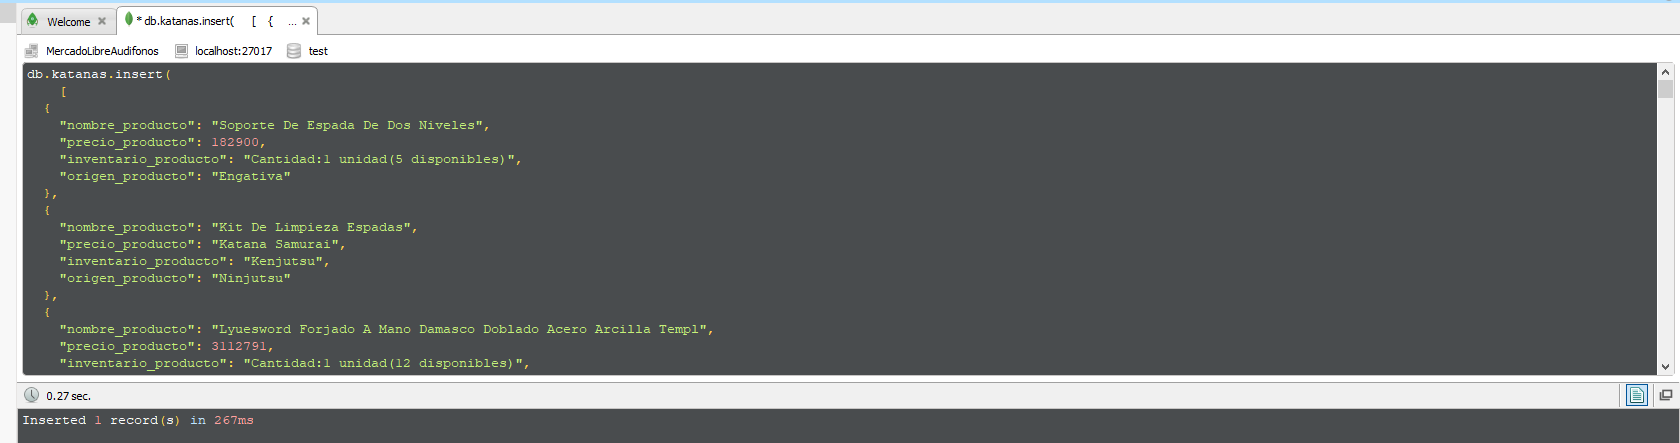 Welcome
* db.katanas.insert(    [  {    ...
MercadoLibreAudifonos localhost:27017 test
db.katanas.insert(
    [
  {
    "nombre_producto": "Soporte De Espada De Dos Niveles",
    "precio_producto": 182900,
    "inventario_producto": "Cantidad:1 unidad(5 disponibles)",
    "origen_producto": "Engativa"
  },
  {
    "nombre_producto": "Kit De Limpieza Espadas",
    "precio_producto": "Katana Samurai",
    "inventario_producto": "Kenjutsu",
    "origen_producto": "Ninjutsu"
  },
  {
    "nombre_producto": "Lyuesword Forjado A Mano Damasco Doblado Acero Arcilla Templ",
    "precio_producto": 3112791,
    "inventario_producto": "Cantidad:1 unidad(12 disponibles)",
0.27 sec.
Inserted 1 record(s) in 267ms